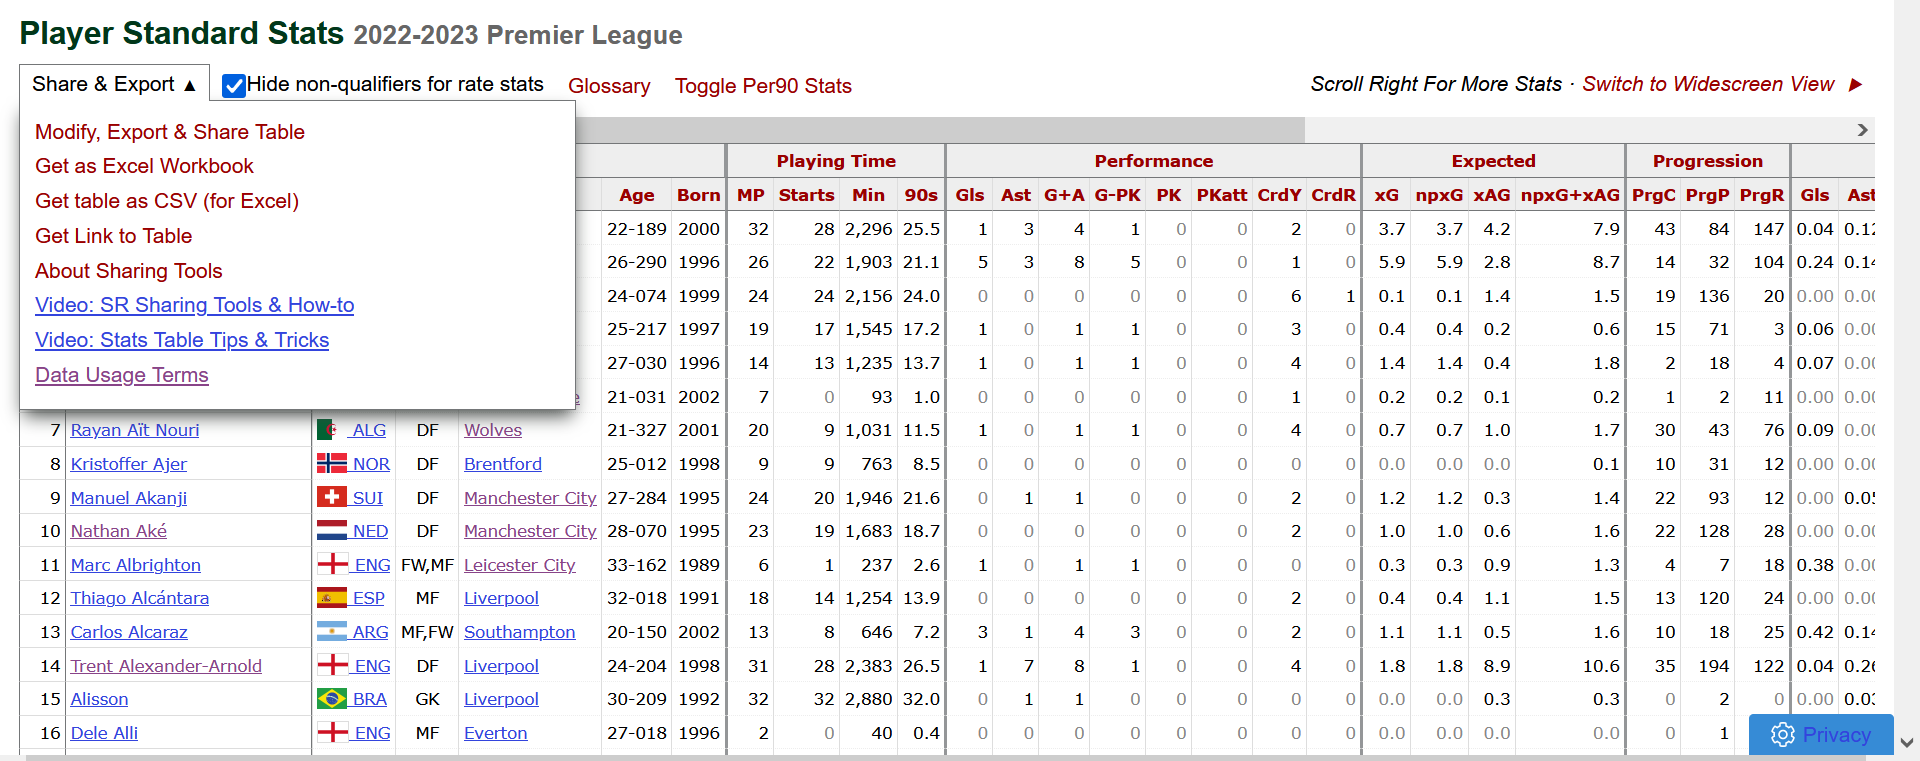 Player Standard Stats 2022-2023 Premier League
Share & Export ▲ Hide non-qualifiers for rate stats Glossary Toggle Per90 Stats Scroll Right For More Stats · Switch to Widescreen View ►
Modify, Export & Share Table
Get as Excel Workbook
Get table as CSV (for Excel)
Get Link to Table
About Sharing Tools
Video: SR Sharing Tools & How-to
Video: Stats Table Tips & Tricks
Data Usage Terms
Playing Time Performance Expected Progression
Age Born MP Starts Min 90s Gls Ast G+A G-PK PK PKatt CrdY CrdR xG npxG xAG npxG+xAG PrgC PrgP PrgR Gls Ast
22-189 2000 32 28 2,296 25.5 1 3 4 1 0 0 2 0 3.7 3.7 4.2 7.9 43 84 147 0.04 0.12
26-290 1996 26 22 1,903 21.1 5 3 8 5 0 0 1 0 5.9 5.9 2.8 8.7 14 32 104 0.24 0.14
24-074 1999 24 24 2,156 24.0 0 0 0 0 0 0 6 1 0.1 0.1 1.4 1.5 19 136 20 0.00 0.00
25-217 1997 19 17 1,545 17.2 1 0 1 1 0 0 3 0 0.4 0.4 0.2 0.6 15 71 3 0.06 0.00
27-030 1996 14 13 1,235 13.7 1 0 1 1 0 0 4 0 1.4 1.4 0.4 1.8 2 18 4 0.07 0.00
21-031 2002 7 0 93 1.0 0 0 0 0 0 0 1 0 0.2 0.2 0.1 0.2 1 2 11 0.00 0.00
7 Rayan Aït Nouri ALG DF Wolves 21-327 2001 20 9 1,031 11.5 1 0 1 1 0 0 4 0 0.7 0.7 1.0 1.7 30 43 76 0.09 0.00
8 Kristoffer Ajer NOR DF Brentford 25-012 1998 9 9 763 8.5 0 0 0 0 0 0 0 0 0.0 0.0 0.0 0.1 10 31 12 0.00 0.00
9 Manuel Akanji SUI DF Manchester City 27-284 1995 24 20 1,946 21.6 0 1 1 0 0 0 2 0 1.2 1.2 0.3 1.4 22 93 12 0.00 0.05
10 Nathan Aké NED DF Manchester City 28-070 1995 23 19 1,683 18.7 0 0 0 0 0 0 2 0 1.0 1.0 0.6 1.6 22 128 28 0.00 0.00
11 Marc Albrighton ENG FW,MF Leicester City 33-162 1989 6 1 237 2.6 1 0 1 1 0 0 0 0 0.3 0.3 0.9 1.3 4 7 18 0.38 0.00
12 Thiago Alcántara ESP MF Liverpool 32-018 1991 18 14 1,254 13.9 0 0 0 0 0 0 2 0 0.4 0.4 1.1 1.5 13 120 24 0.00 0.00
13 Carlos Alcaraz ARG MF,FW Southampton 20-150 2002 13 8 646 7.2 3 1 4 3 0 0 2 0 1.1 1.1 0.5 1.6 10 18 25 0.42 0.14
14 Trent Alexander-Arnold ENG DF Liverpool 24-204 1998 31 28 2,383 26.5 1 7 8 1 0 0 4 0 1.8 1.8 8.9 10.6 35 194 122 0.04 0.26
15 Alisson BRA GK Liverpool 30-209 1992 32 32 2,880 32.0 0 1 1 0 0 0 0 0 0.0 0.0 0.3 0.3 0 2 0 0.00 0.03
16 Dele Alli ENG MF Everton 27-018 1996 2 0 40 0.4 0 0 0 0 0 0 0 0 0.0 0.0 0.0 0.0 0 1
Privacy